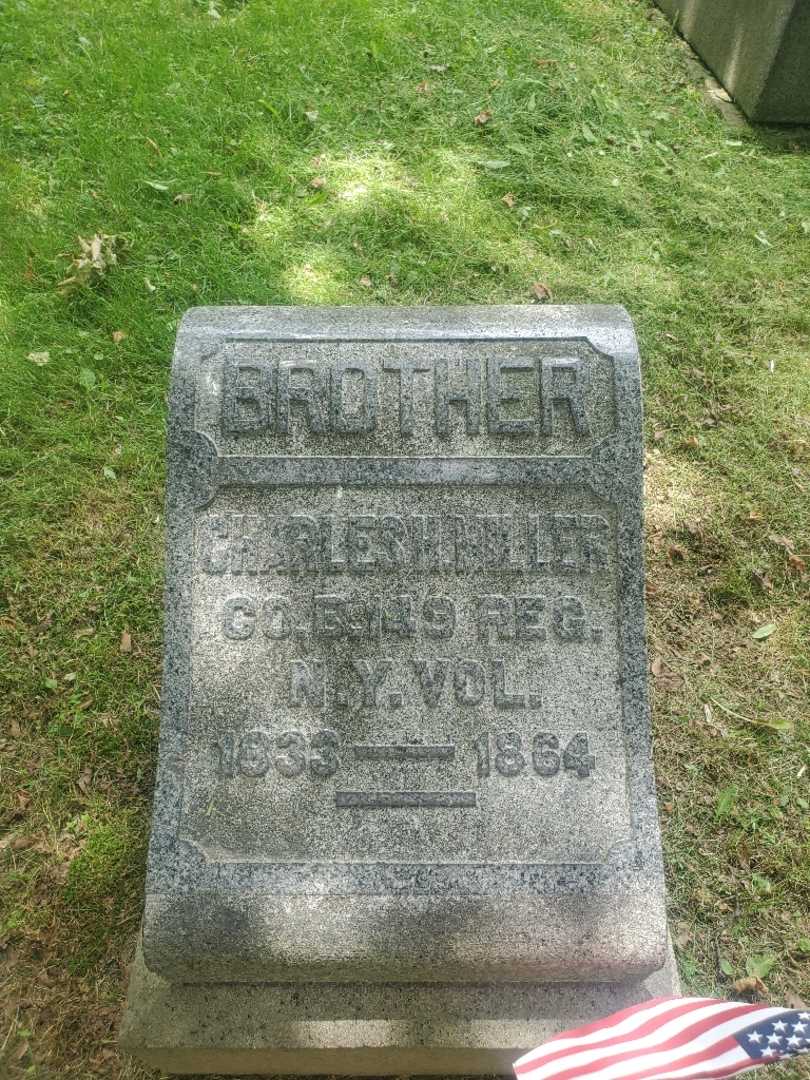 BROTHER
CHARLES H. MILLER
CO. 149 REG.
N.Y. VOL.
1833 — 1864